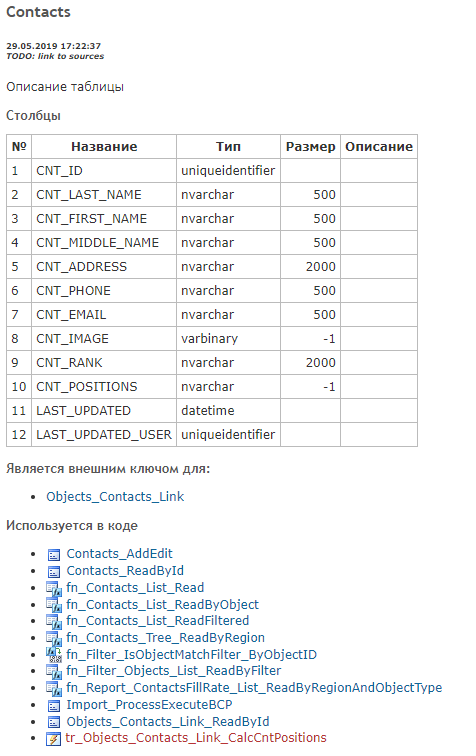 Contacts
29.05.2019 17:22:37
TODO: link to sources
Описание таблицы
Столбцы
№ Название Тип Размер Описание
1 CNT_ID uniqueidentifier
2 CNT_LAST_NAME nvarchar 500
3 CNT_FIRST_NAME nvarchar 500
4 CNT_MIDDLE_NAME nvarchar 500
5 CNT_ADDRESS nvarchar 2000
6 CNT_PHONE nvarchar 500
7 CNT_EMAIL nvarchar 500
8 CNT_IMAGE varbinary -1
9 CNT_RANK nvarchar 2000
10 CNT_POSITIONS nvarchar -1
11 LAST_UPDATED datetime
12 LAST_UPDATED_USER uniqueidentifier
Является внешним ключом для:
Objects_Contacts_Link
Используется в коде
Contacts_AddEdit
Contacts_ReadById
fn_Contacts_List_Read
fn_Contacts_List_ReadByObject
fn_Contacts_List_ReadFiltered
fn_Contacts_Tree_ReadByRegion
fn_Filter_IsObjectMatchFilter_ByObjectID
fn_Filter_Objects_List_ReadByFilter
fn_Report_ContactsFillRate_List_ReadByRegionAndObjectType
Import_ProcessExecuteBCP
Objects_Contacts_Link_ReadById
tr_Objects_Contacts_Link_CalcCntPositions